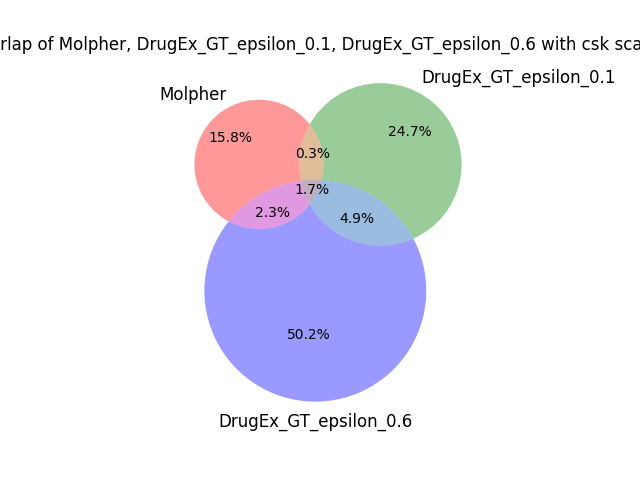 rlap of Molpher, DrugEx_GT_epsilon_0.1, DrugEx_GT_epsilon_0.6 with csk sca
DrugEx_GT_epsilon_0.1
Molpher
15.8%
24.7%
0.3%
1.7%
2.3%
4.9%
50.2%
DrugEx_GT_epsilon_0.6